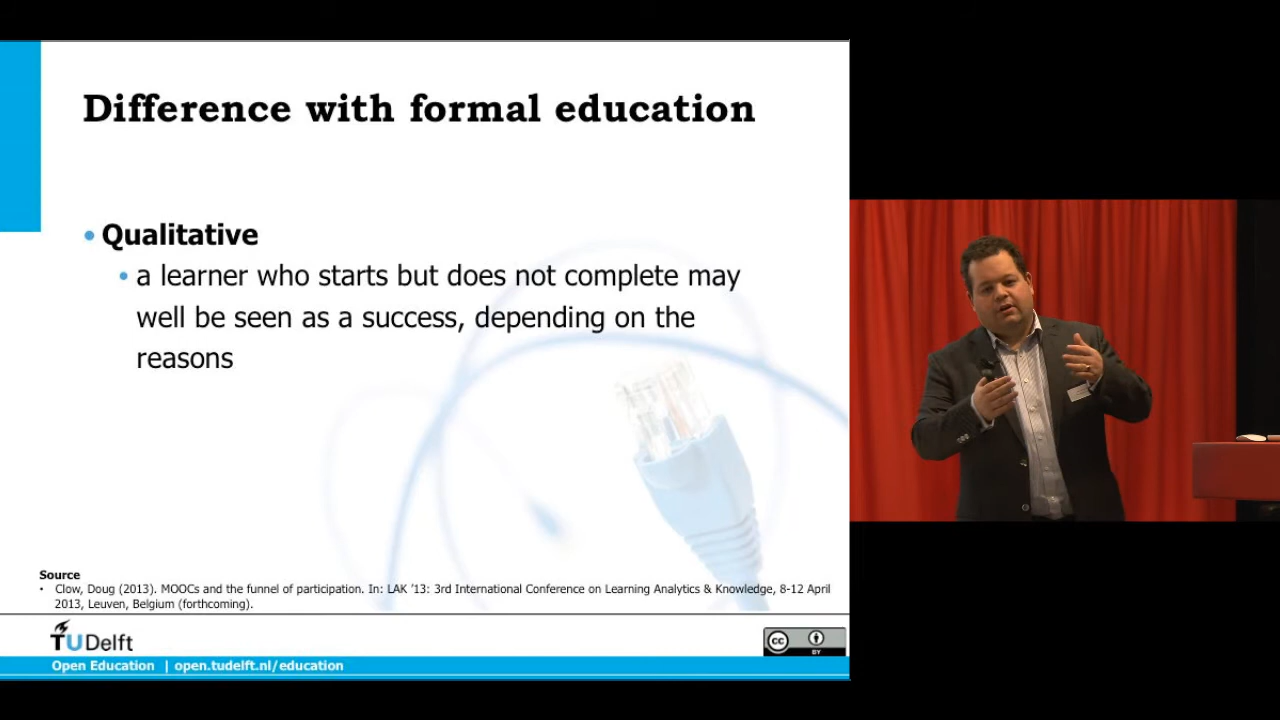 Difference with formal education
• Qualitative
• a learner who starts but does not complete may
well be seen as a success, depending on the
reasons
Source
• Clow, Doug (2013). MOOCs and the funnel of participation. In: LAK '13: 3rd International Conference on Learning Analytics & Knowledge, 8-12 April
2013, Leuven, Belgium (forthcoming).
TUDelft
cc BY
Open Education | open.tudelft.nl/education